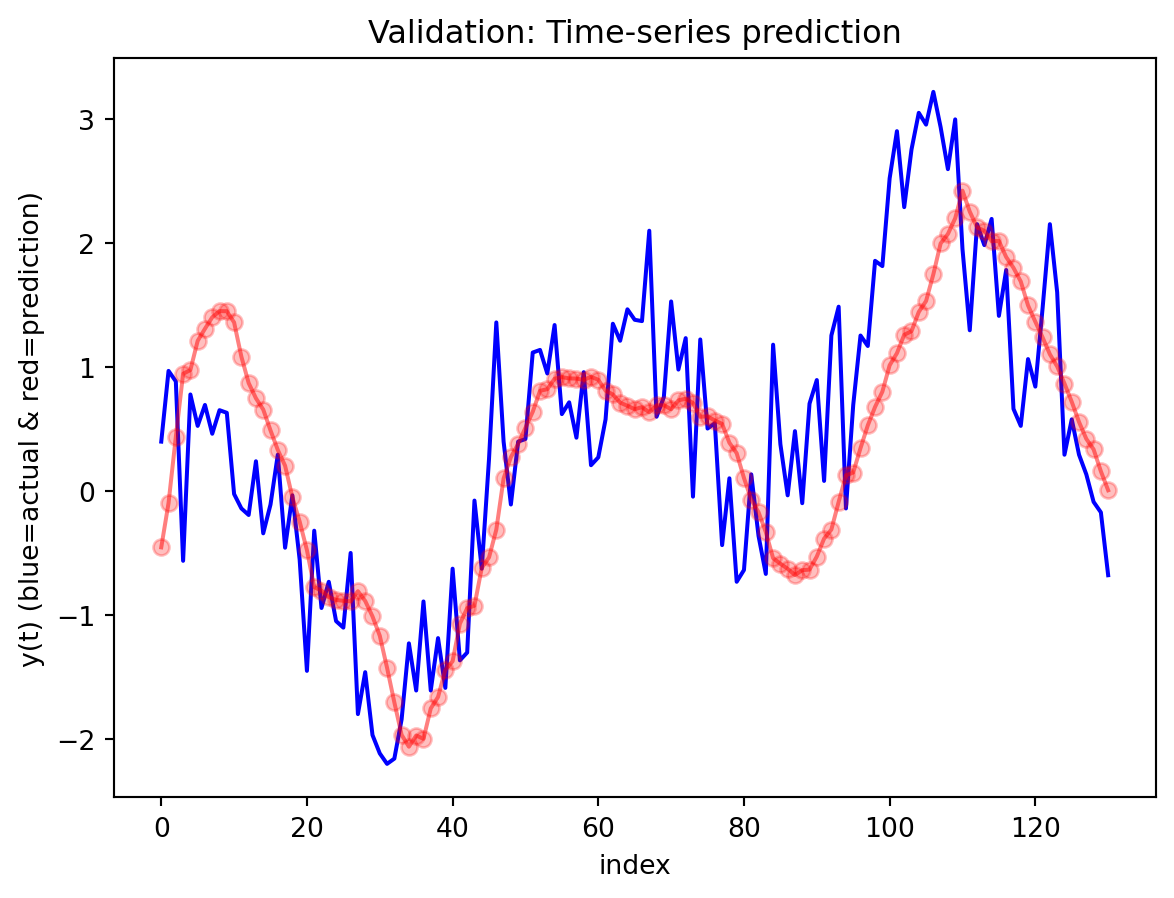 Validation: Time-series prediction
y(t) (blue=actual & red=prediction)
3
2
1
0
−1
−2
0 20 40 60 80 100 120
index